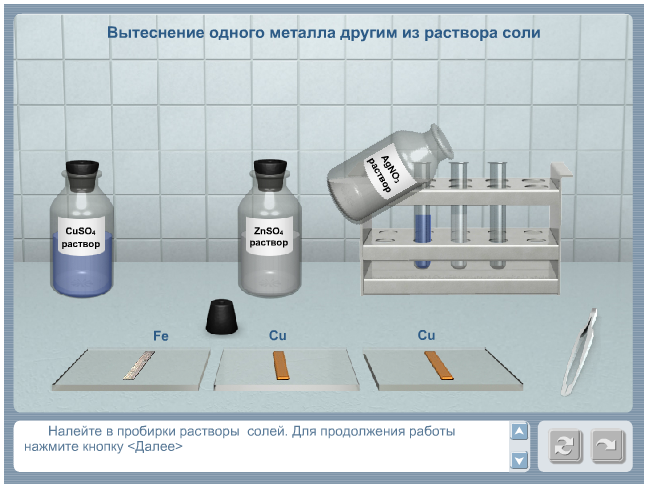 Вытеснение одного металла другим из раствора соли
AgNO₃
раствор
CuSO₄
раствор
ZnSO₄
раствор
Fe
Cu
Cu
Налейте в пробирки растворы солей. Для продолжения работы
нажмите кнопку <Далее>